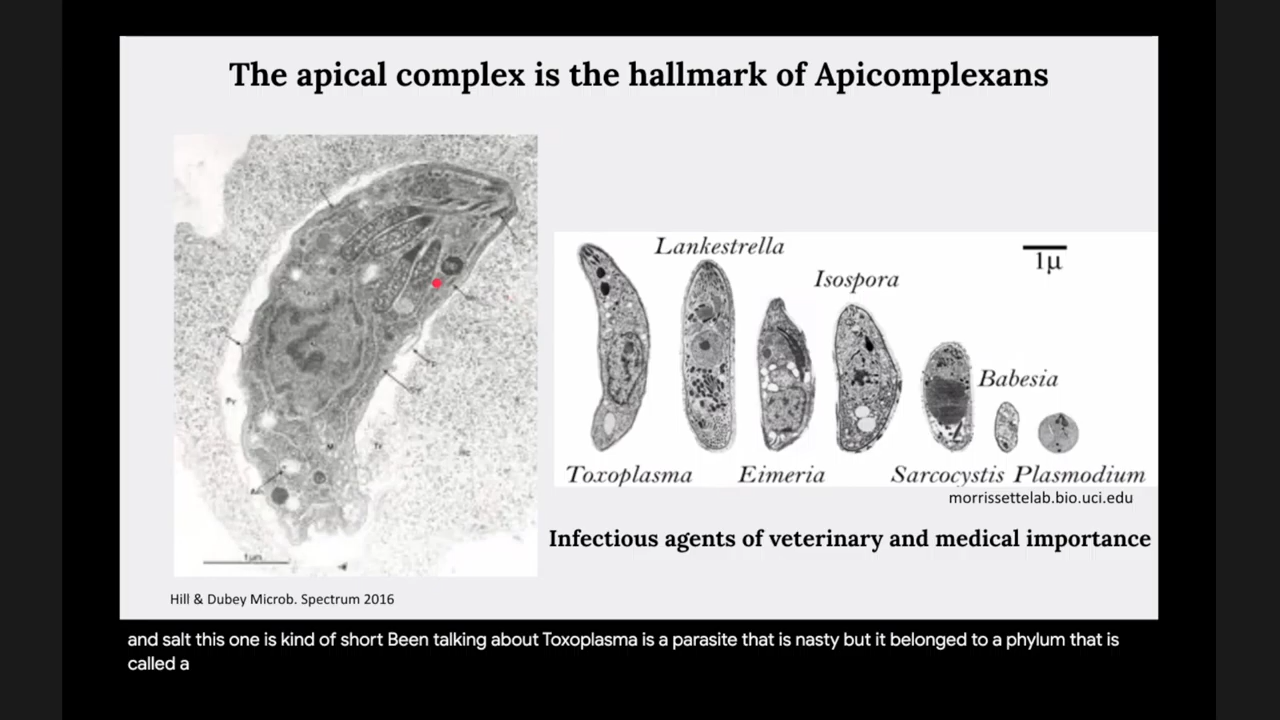 The apical complex is the hallmark of Apicomplexans
Lankestrella
Isospora
1μ
Babesia
Toxoplasma
Eimeria
Sarcocystis
Plasmodium
morrissettelab.bio.uci.edu
Infectious agents of veterinary and medical importance
1μm
Hill & Dubey Microb. Spectrum 2016
and salt this one is kind of short Been talking about Toxoplasma is a parasite that is nasty but it belonged to a phylum that is
called a